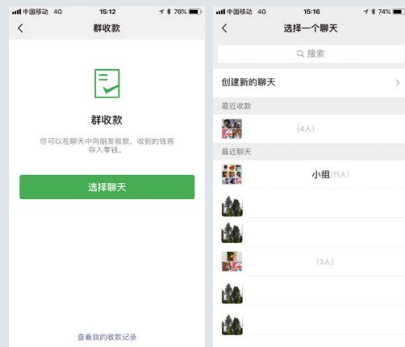 中国移动 4G 15:12 76%
群收款
群收款
你可以在聊天中向朋友收款，收到的钱将
存入零钱。
选择聊天
查看我的收款记录
中国移动 4G 15:16 74%
选择一个聊天
搜索
创建新的聊天
最近收款
(4人)
最近聊天
小组(11人)
(3人)